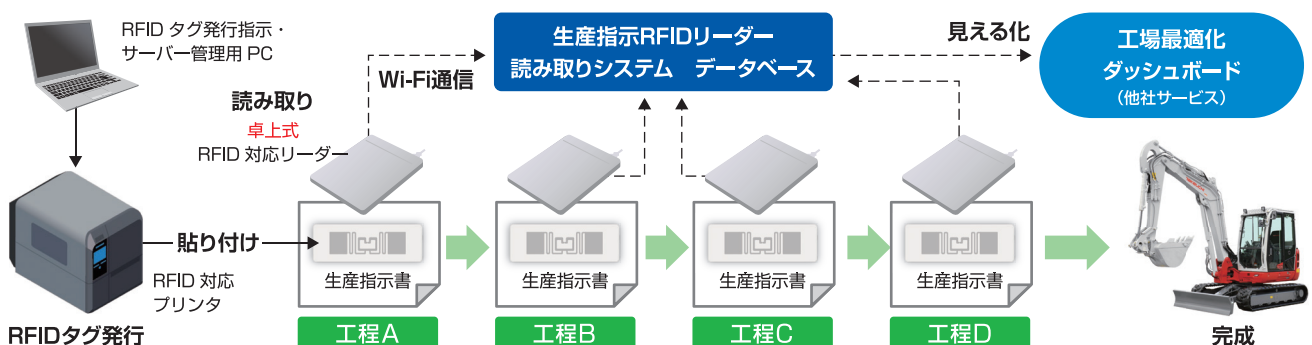 RFID タグ発行指示・
サーバー管理用 PC
生産指示RFIDリーダー
読み取りシステム データベース
見える化
工場最適化
ダッシュボード
(他社サービス)
Wi-Fi通信
読み取り
卓上式
RFID 対応リーダー
貼り付け
RFID 対応
プリンタ
RFIDタグ発行
生産指示書
生産指示書
生産指示書
生産指示書
工程A
工程B
工程C
工程D
完成